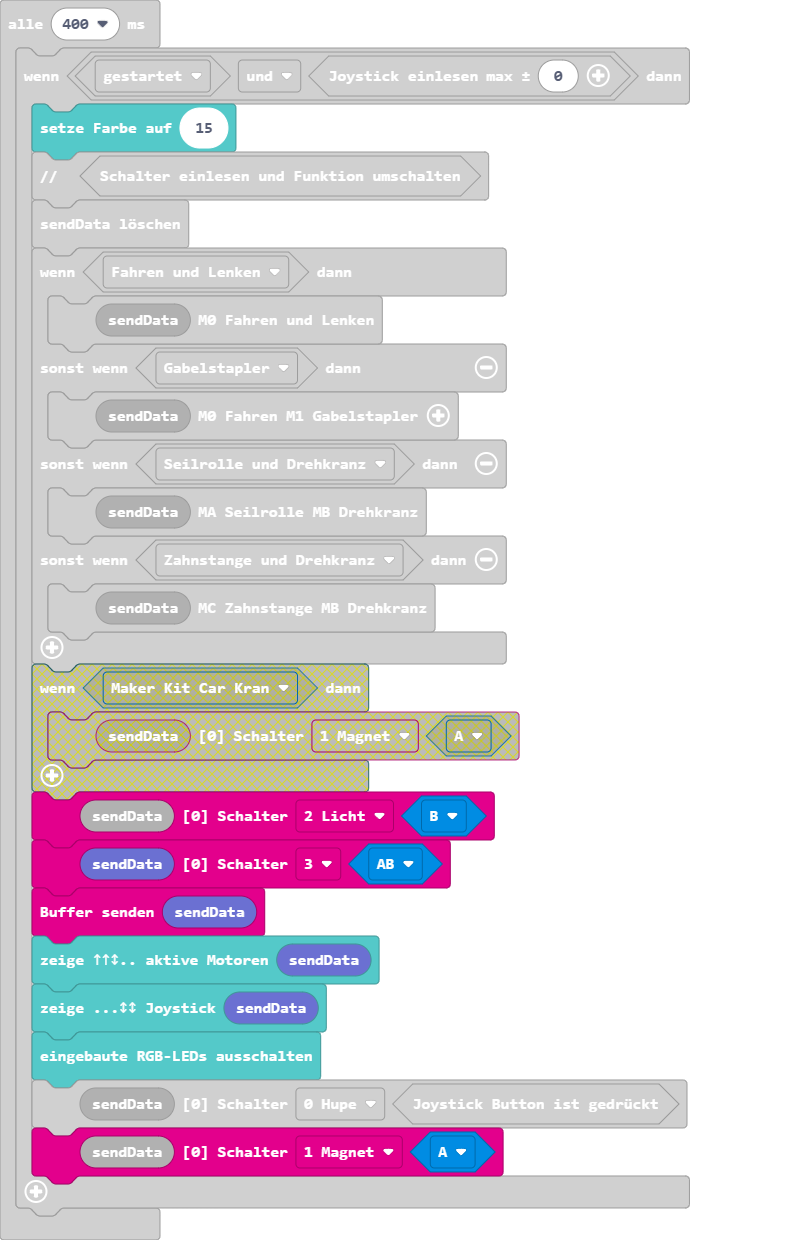 alle 400 ms
wenn gestartet und Joystick einlesen max ± 0 dann
setze Farbe auf 15
// Schalter einlesen und Funktion umschalten
sendData löschen
wenn Fahren und Lenken dann
sendData M0 Fahren und Lenken
sonst wenn Gabelstapler dann
sendData M0 Fahren M1 Gabelstapler
sonst wenn Seilrolle und Drehkranz dann
sendData MA Seilrolle MB Drehkranz
sonst wenn Zahnstange und Drehkranz dann
sendData MC Zahnstange MB Drehkranz
wenn Maker Kit Car Kran dann
sendData [0] Schalter 1 Magnet A
sendData [0] Schalter 2 Licht B
sendData [0] Schalter 3 AB
Buffer senden sendData
zeige ↑↑↕.. aktive Motoren sendData
zeige ...↕↕ Joystick sendData
eingebaute RGB-LEDs ausschalten
sendData [0] Schalter 0 Hupe Joystick Button ist gedrückt
sendData [0] Schalter 1 Magnet A